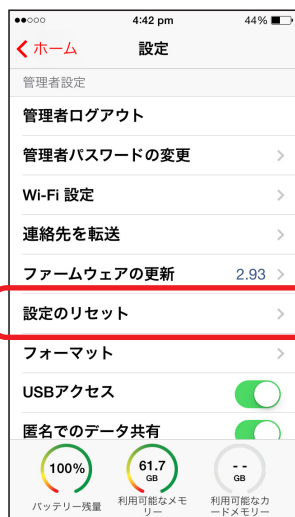 4:42 pm
44%
ホーム
設定
管理者設定
管理者ログアウト
管理者パスワードの変更
Wi-Fi 設定
連絡先を転送
ファームウェアの更新 2.93
設定のリセット
フォーマット
USBアクセス
匿名でのデータ共有
100%
バッテリー残量
61.7
GB
利用可能なメモ
リー
--
GB
利用可能なカ
ードメモリー